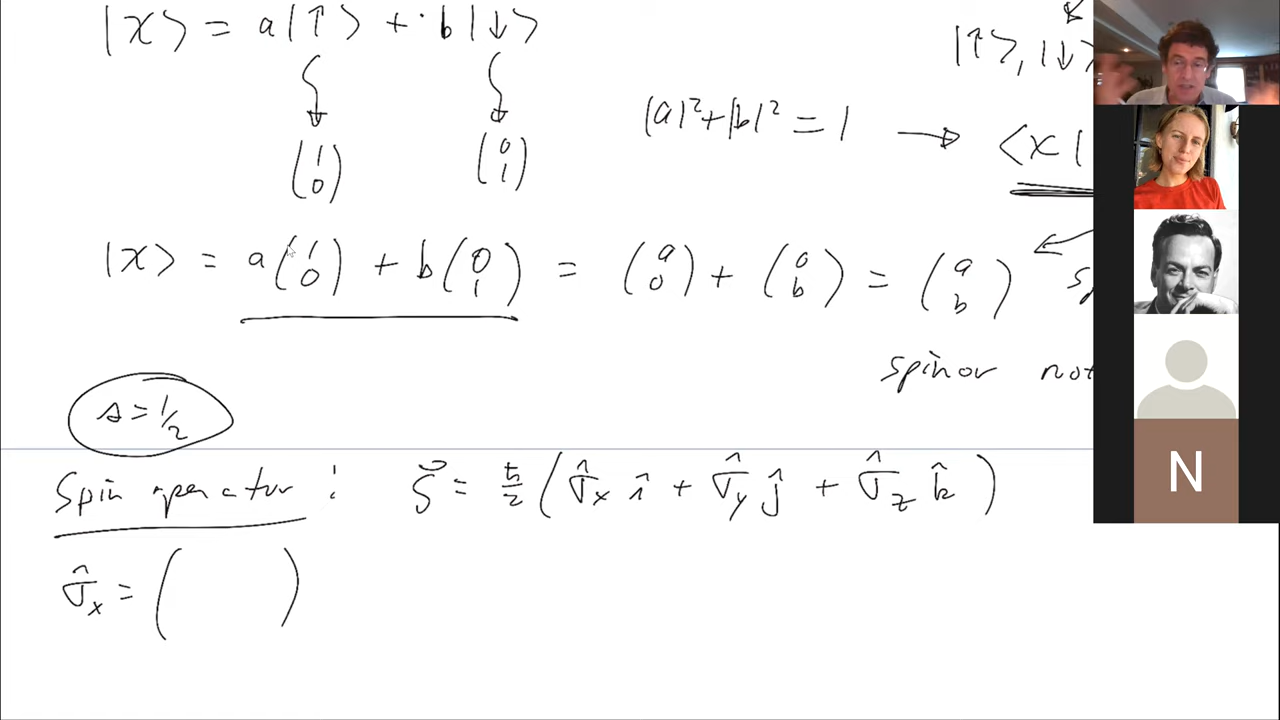 |χ⟩ = a|↑⟩ + b|↓⟩
|↑⟩, |↓⟩
(1 0) (0 1)
|a|² + |b|² = 1 → ⟨χ|
|χ⟩ = a(1 0) + b(0 1) = (a 0) + (0 b) = (a b)
spinor not
s = 1/2
Spin operator : S⃗ = ħ/2 (σ̂x î + σ̂y ĵ + σ̂z k̂)
N
σ̂x = ( )